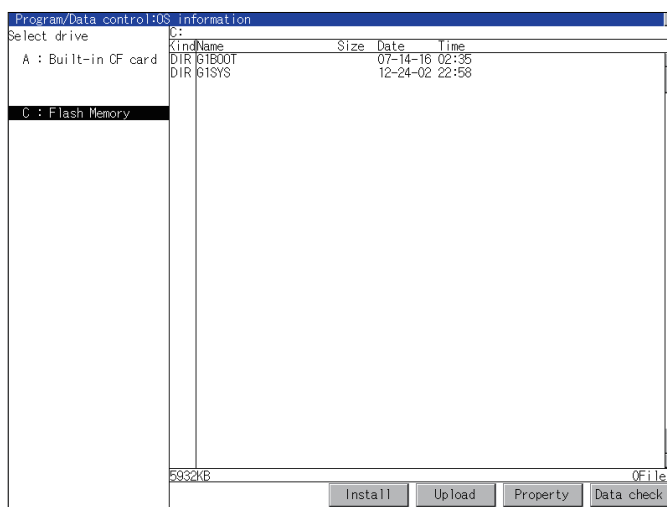 Program/Data control:OS information
Select drive
C:
Kind Name Size Date Time
A : Built-in CF card
DIR G1BOOT 07-14-16 02:35
DIR G1SYS 12-24-02 22:58
C : Flash Memory
5932KB 0File
Install Upload Property Data check